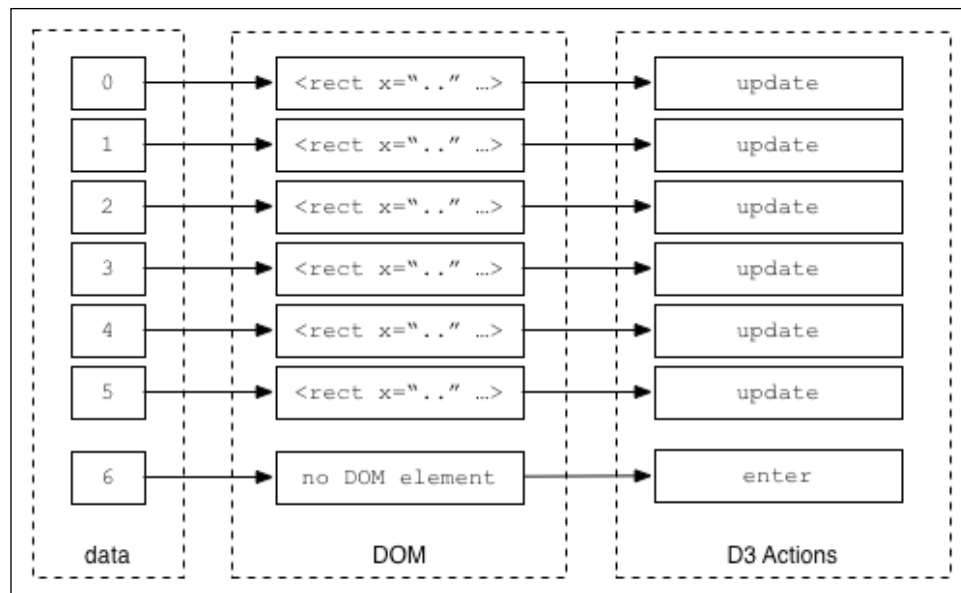 0 <rect x=“..” …> update
1 <rect x=“..” …> update
2 <rect x=“..” …> update
3 <rect x=“..” …> update
4 <rect x=“..” …> update
5 <rect x=“..” …> update
6 no DOM element enter
data DOM D3 Actions